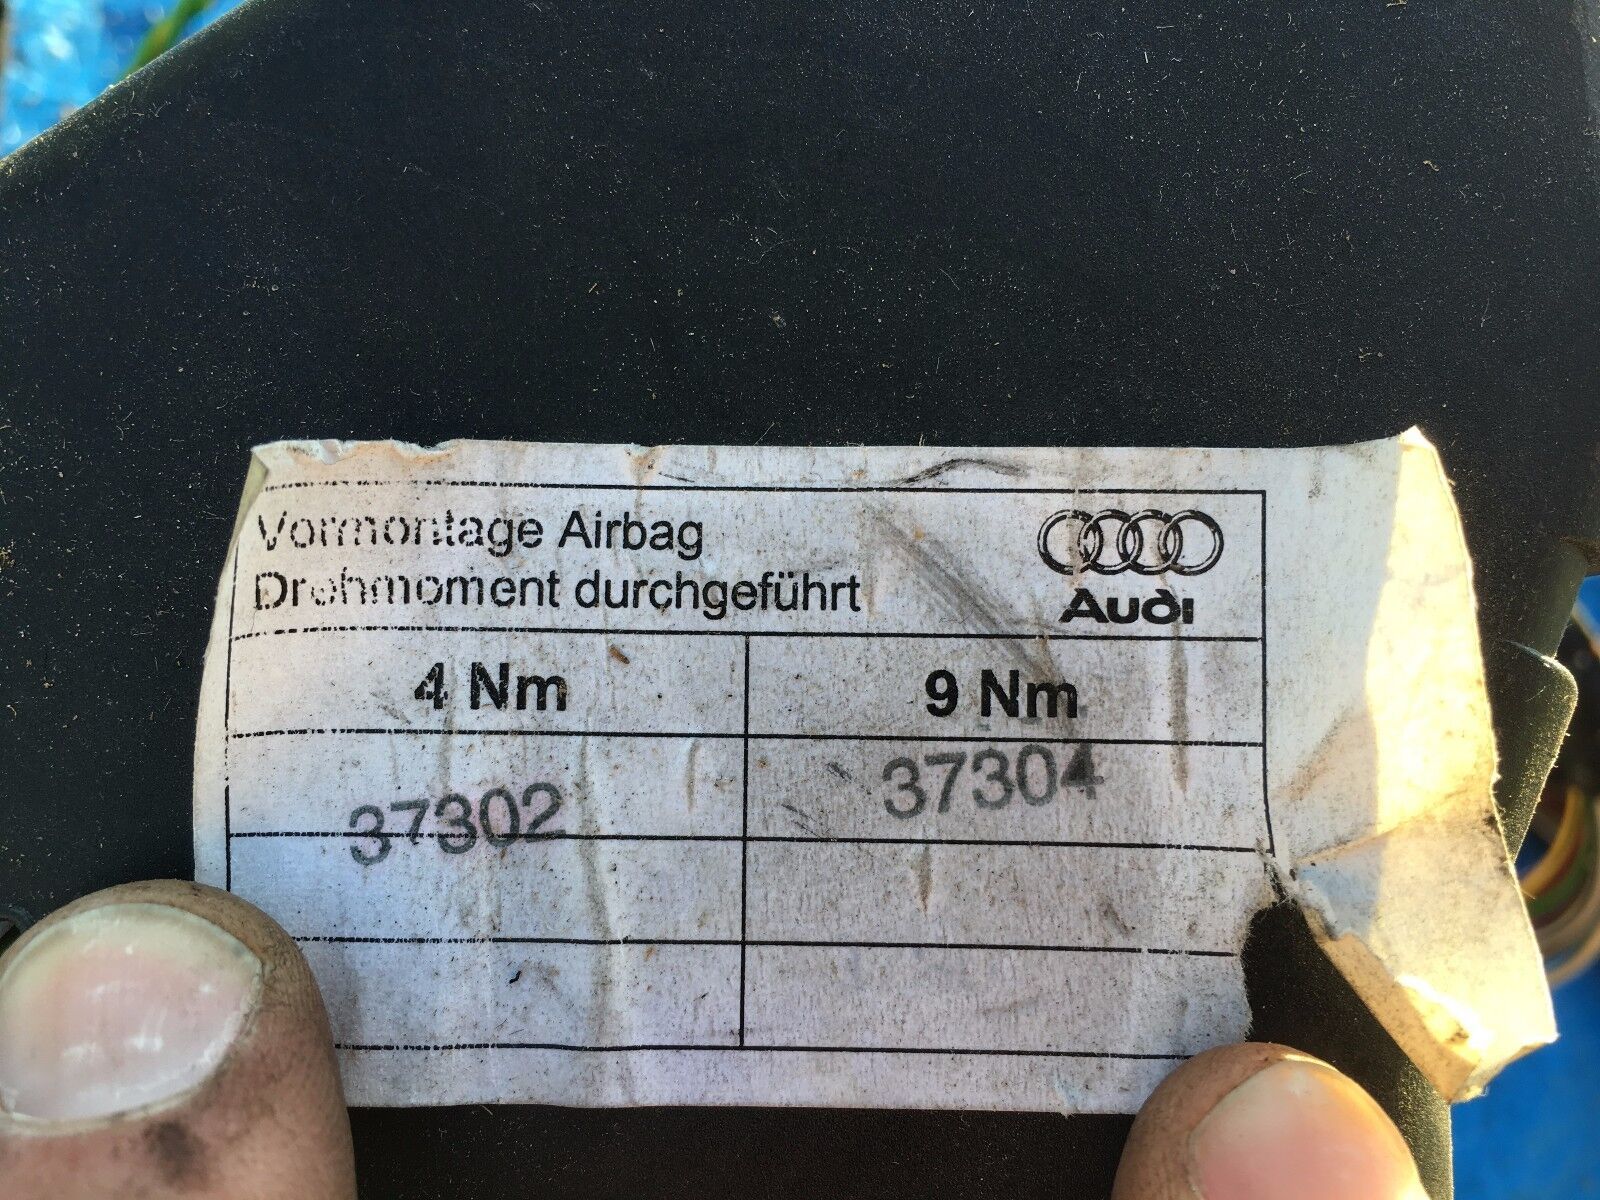 Vormontage Airbag
Drehmoment durchgeführt
Audi
4 Nm 9 Nm
37302 37304